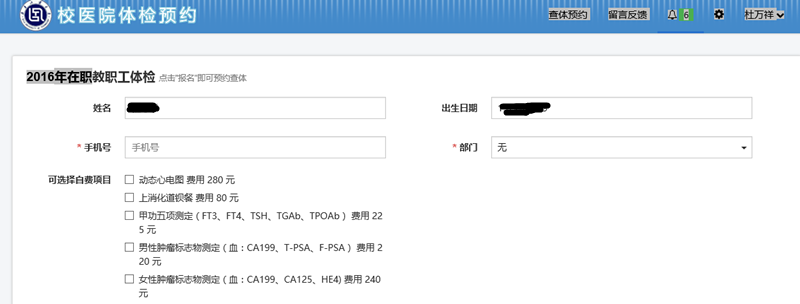 校医院体检预约
查体预约 留言反馈 6 杜万祥
2016年在职教职工体检 点击"报名"即可预约查体
姓名 出生日期
* 手机号 手机号 * 部门 无
可选择自费项目 动态心电图 费用 280 元
上消化道钡餐 费用 80 元
甲功五项测定 ( FT3、FT4、TSH、TGAb、TPOAb ) 费用 22
5 元
男性肿瘤标志物测定 ( 血：CA199、T-PSA、F-PSA ) 费用 2
20 元
女性肿瘤标志物测定 ( 血：CA199、CA125、HE4) 费用 240
元